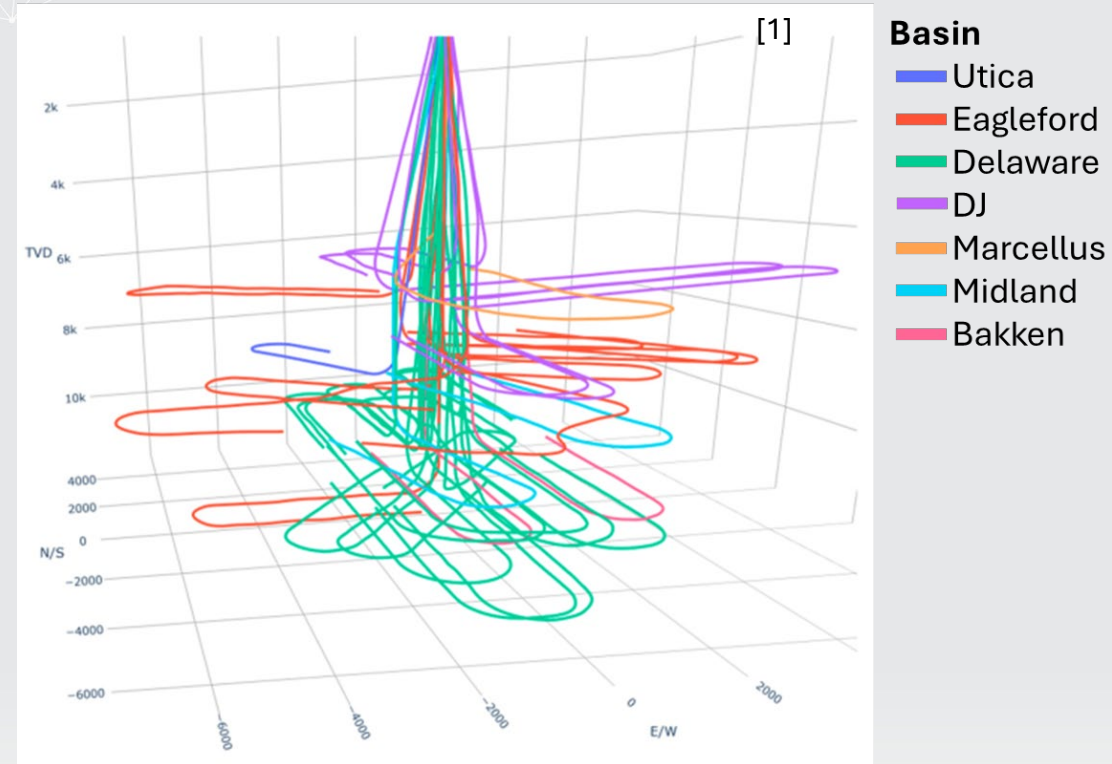 [1]
Basin
Utica
Eagleford
Delaware
DJ
Marcellus
Midland
Bakken
2k
4k
TVD
6k
8k
10k
4000
2000
0
N/S
−2000
−4000
−6000
−6000
−4000
−2000
0
2000
E/W